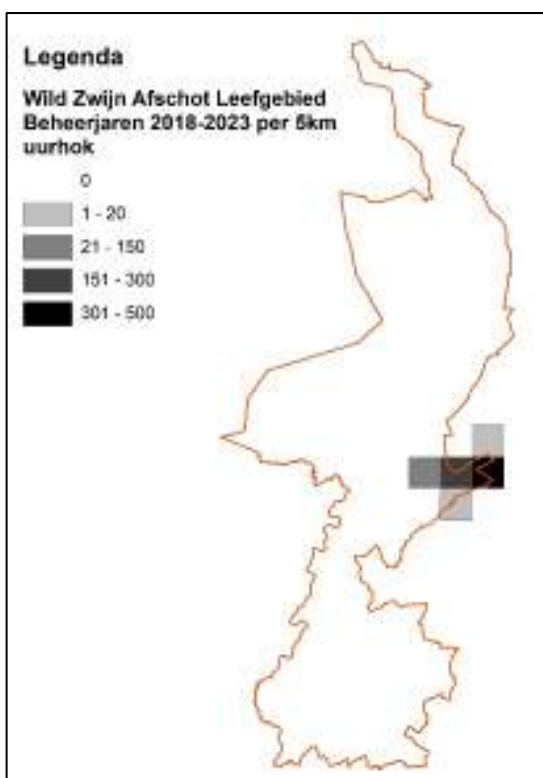 Legenda
Wild Zwijn Afschot Leefgebied
Beheerjaren 2018-2023 per 5km
uurhok
0
1 - 20
21 - 150
151 - 300
301 - 500